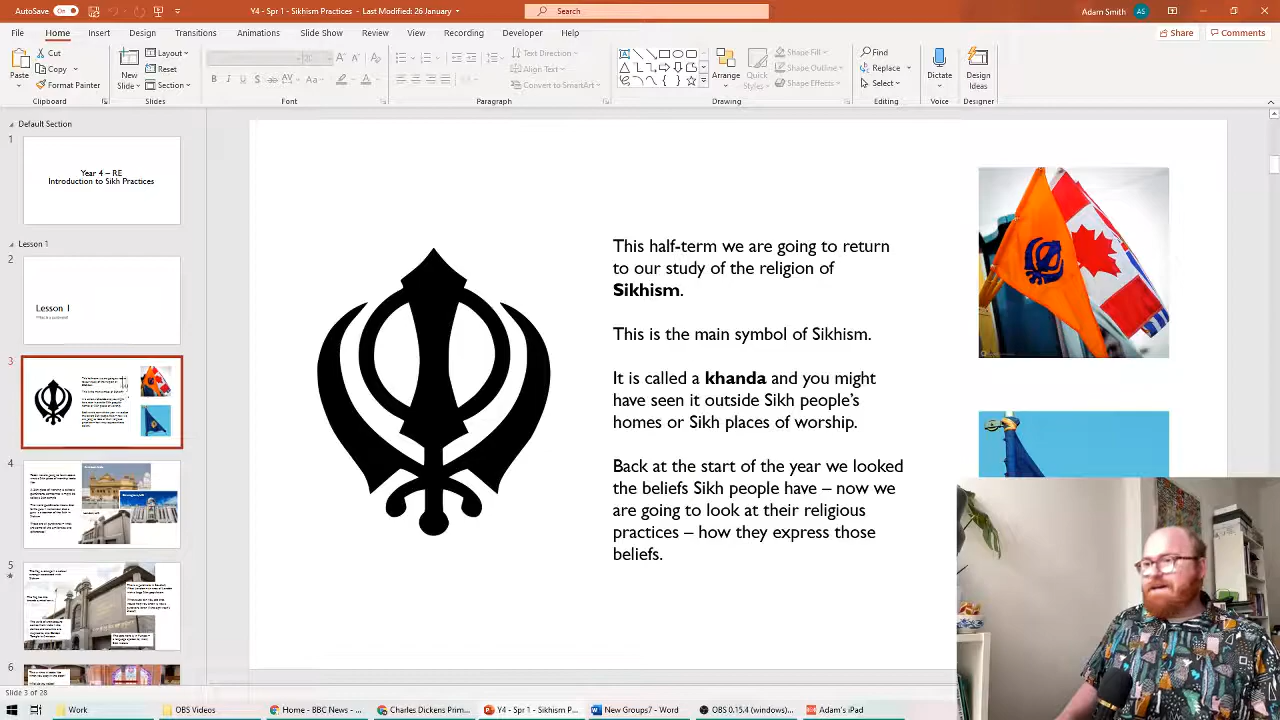 AutoSave On
Y4 - Spr 1 - Sikhism Practices - Last Modified: 26 January
Search
Adam Smith AS
File Home Insert Design Transitions Animations Slide Show Review View Recording Developer Help
Share Comments
Paste
Cut
Copy
Format Painter
Clipboard
New Slide
Layout
Reset
Section
Slides
Font
Text Direction
Align Text
Convert to SmartArt
Paragraph
Arrange
Quick Styles
Shape Fill
Shape Outline
Shape Effects
Drawing
Find
Replace
Select
Editing
Dictate
Voice
Design Ideas
Designer
Default Section
1
Year 4 – RE
Introduction to Sikh Practices
Lesson 1
2
Lesson 1
3
4
5
6
This half-term we are going to return
to our study of the religion of
Sikhism.
This is the main symbol of Sikhism.
It is called a khanda and you might
have seen it outside Sikh people's
homes or Sikh places of worship.
Back at the start of the year we looked
the beliefs Sikh people have – now we
are going to look at their religious
practices – how they express those
beliefs.
Slide 3 of 28
Work
OBS Videos
Home - BBC News - ...
Charles Dickens Prim...
Y4 - Spr 1 - Sikhism P...
New Groups7 - Word
OBS 0.15.4 (windows)...
Adam's iPad